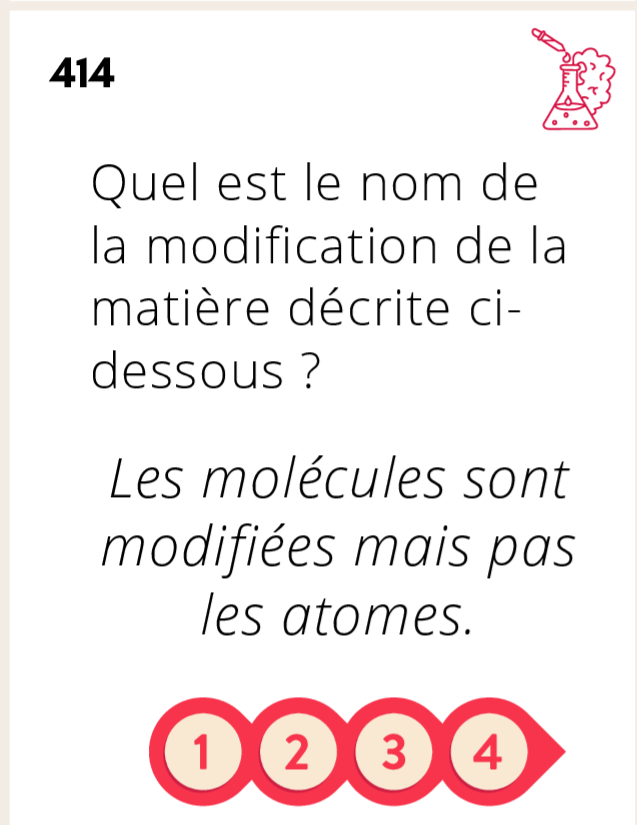 414
Quel est le nom de
la modification de la
matière décrite ci-
dessous ?
Les molécules sont
modifiées mais pas
les atomes.
1 2 3 4